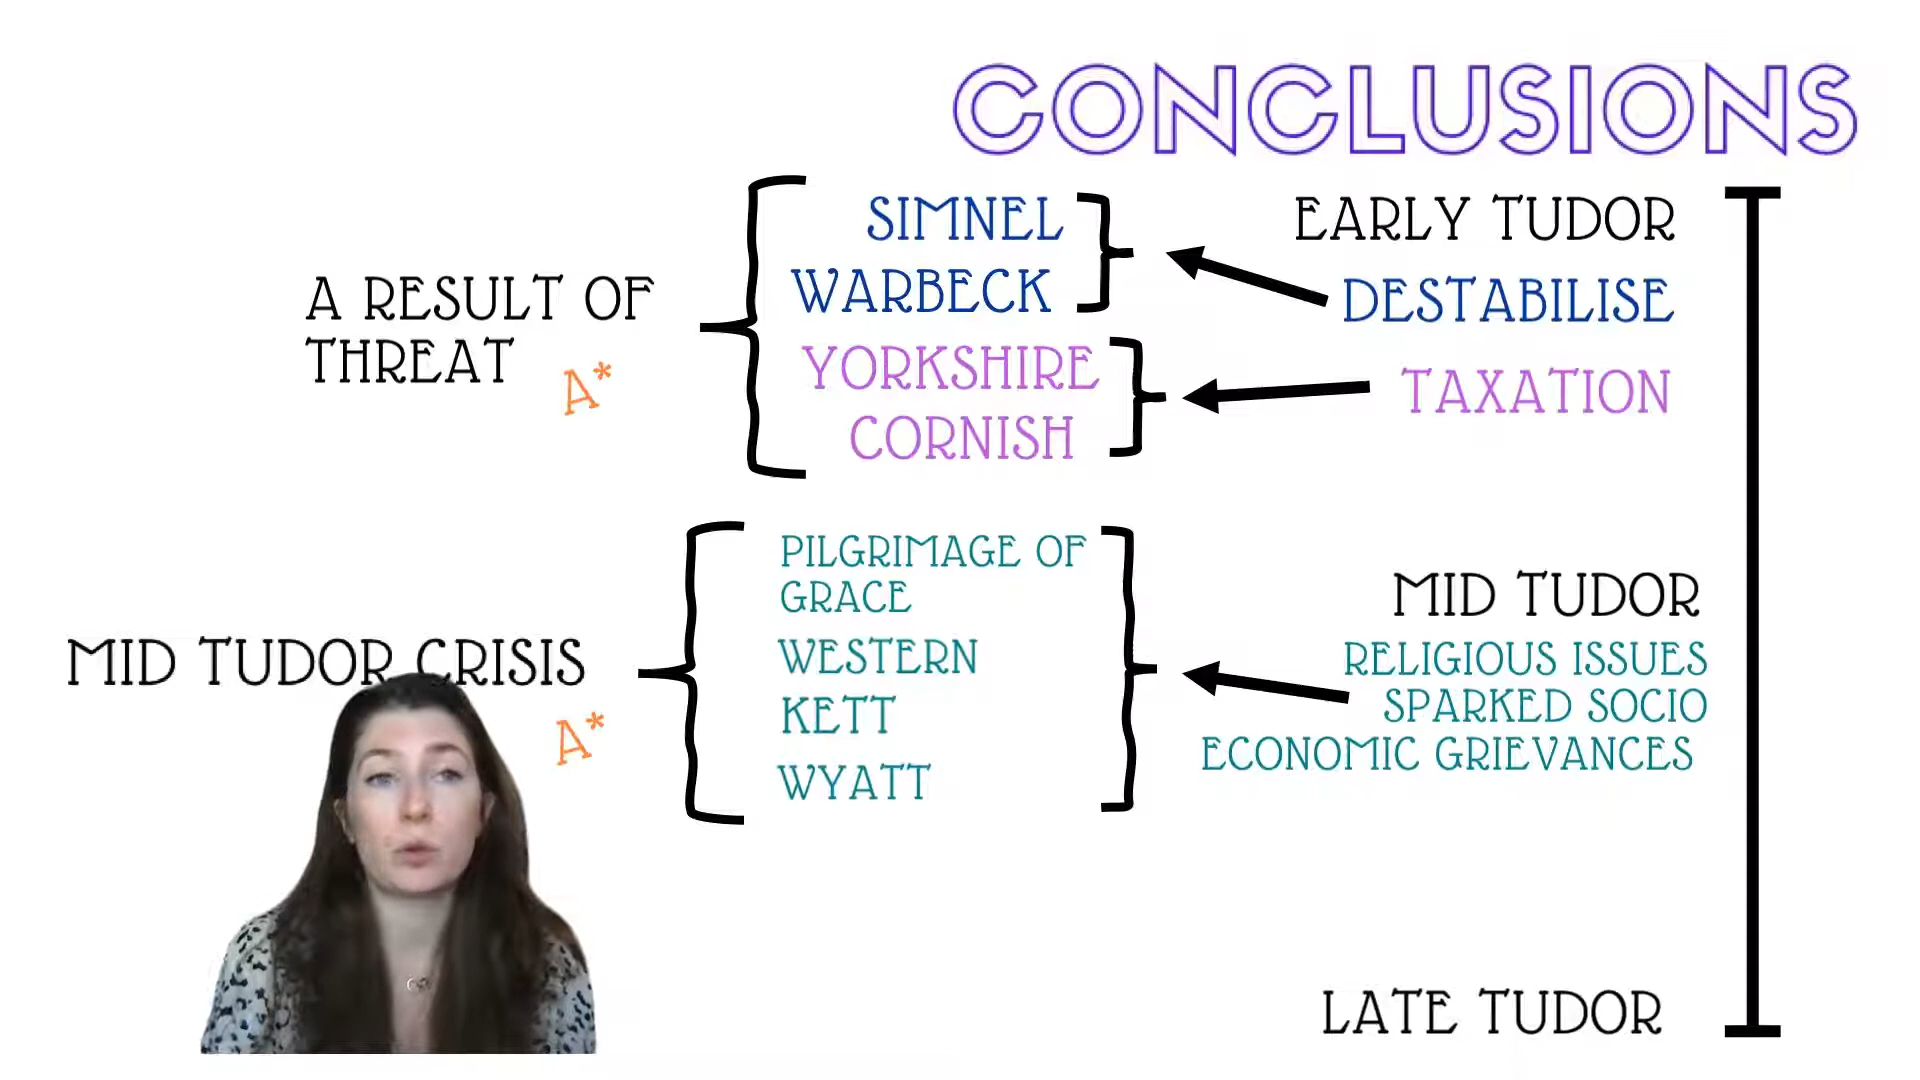 CONCLUSIONS
EARLY TUDOR
DESTABILISE
TAXATION
SIMNEL
WARBECK
YORKSHIRE
CORNISH
A RESULT OF
THREAT
A*
MID TUDOR
RELIGIOUS ISSUES
SPARKED SOCIO
ECONOMIC GRIEVANCES
PILGRIMAGE OF
GRACE
WESTERN
KETT
WYATT
MID TUDOR CRISIS
A*
LATE TUDOR